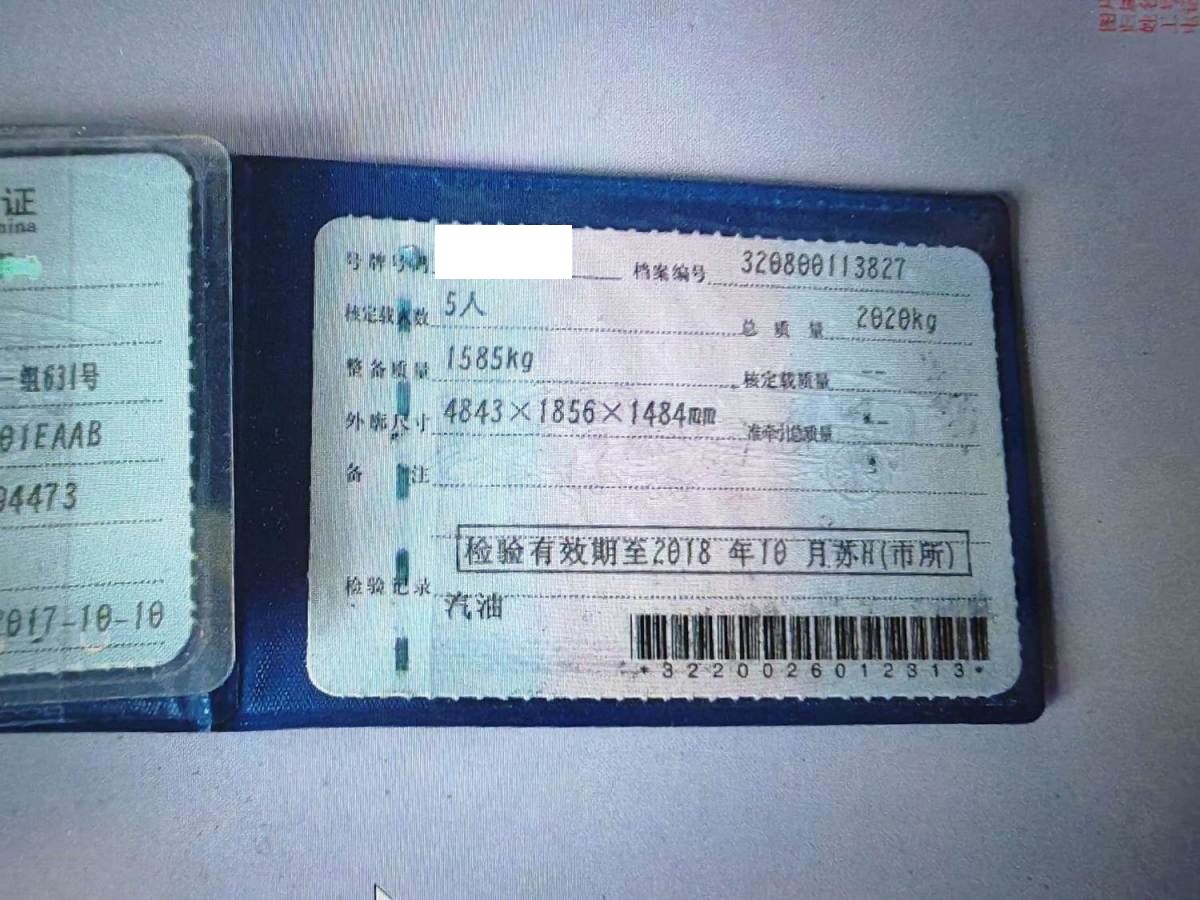 证
hina
一组631号
01EAAB
94473
2017-10-10
号牌号码
档案编号 320800113827
核定载人数 5人
总质量 2020kg
整备质量 1585kg
核定载质量 --
外廓尺寸 4843×1856×1484mm
准牵引总质量
备注
检验有效期至2018 年10 月苏H(市所)
检验记录
汽油
*3220026012313*